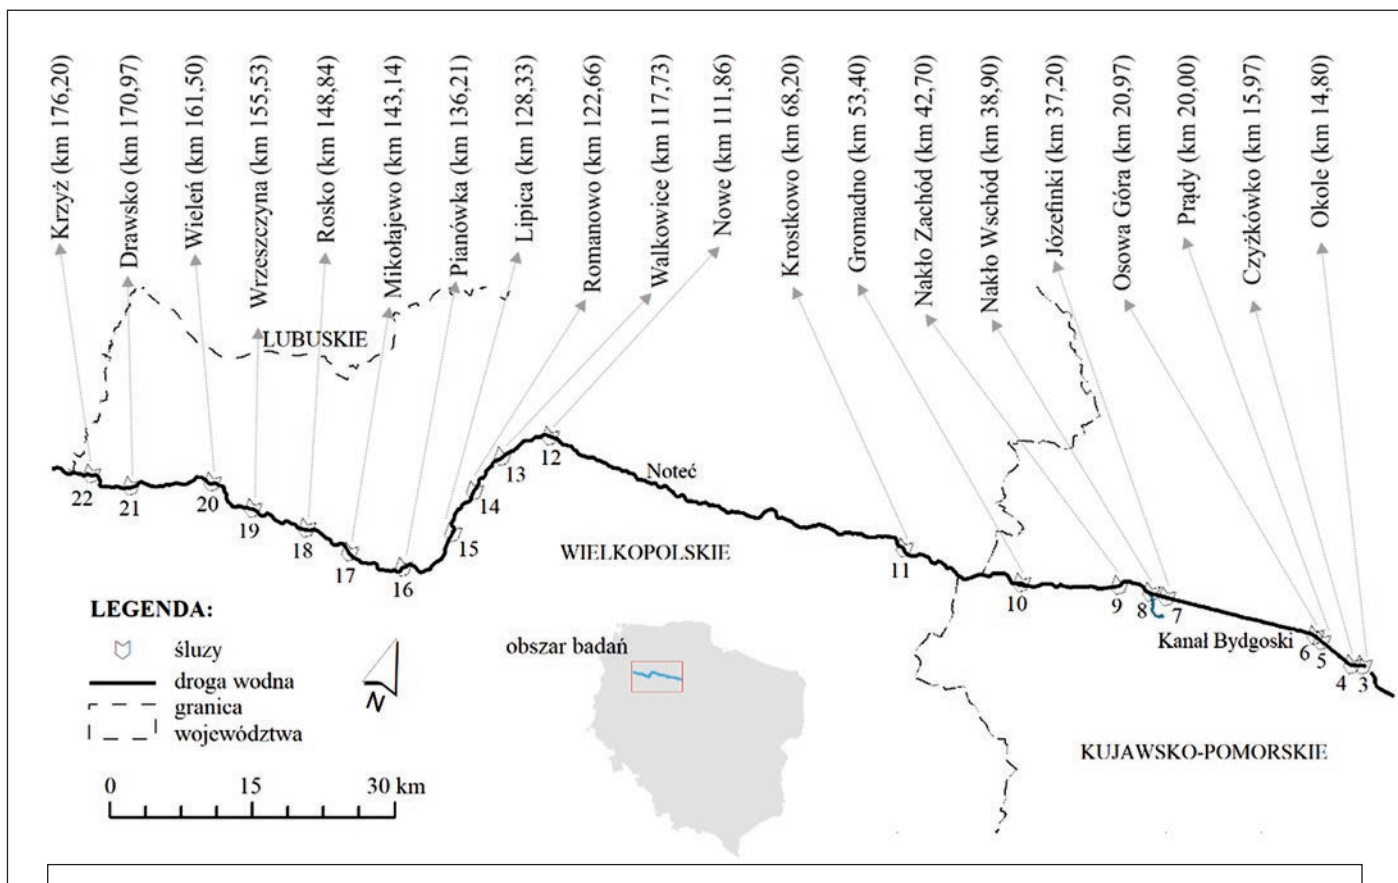 Krzyż (km 176,20)
Drawsko (km 170,97)
Wieleń (km 161,50)
Wrzeszczyna (km 155,53)
Rosko (km 148,84)
Mikołajewo (km 143,14)
Pianówka (km 136,21)
Lipica (km 128,33)
Romanowo (km 122,66)
Walkowice (km 117,73)
Nowe (km 111,86)
Krostkowo (km 68,20)
Gromadno (km 53,40)
Nakło Zachód (km 42,70)
Nakło Wschód (km 38,90)
Józefinki (km 37,20)
Osowa Góra (km 20,97)
Prądy (km 20,00)
Czyżkówko (km 15,97)
Okole (km 14,80)
LUBUSKIE
22
21
20
19
18
17
16
15
14
13
12
Noteć
WIELKOPOLSKIE
11
10
9
8
7
Kanał Bydgoski
6
5
4
3
KUJAWSKO-POMORSKIE
LEGENDA:
śluzy
droga wodna
granica
województwa
N
obszar badań
0
15
30 km